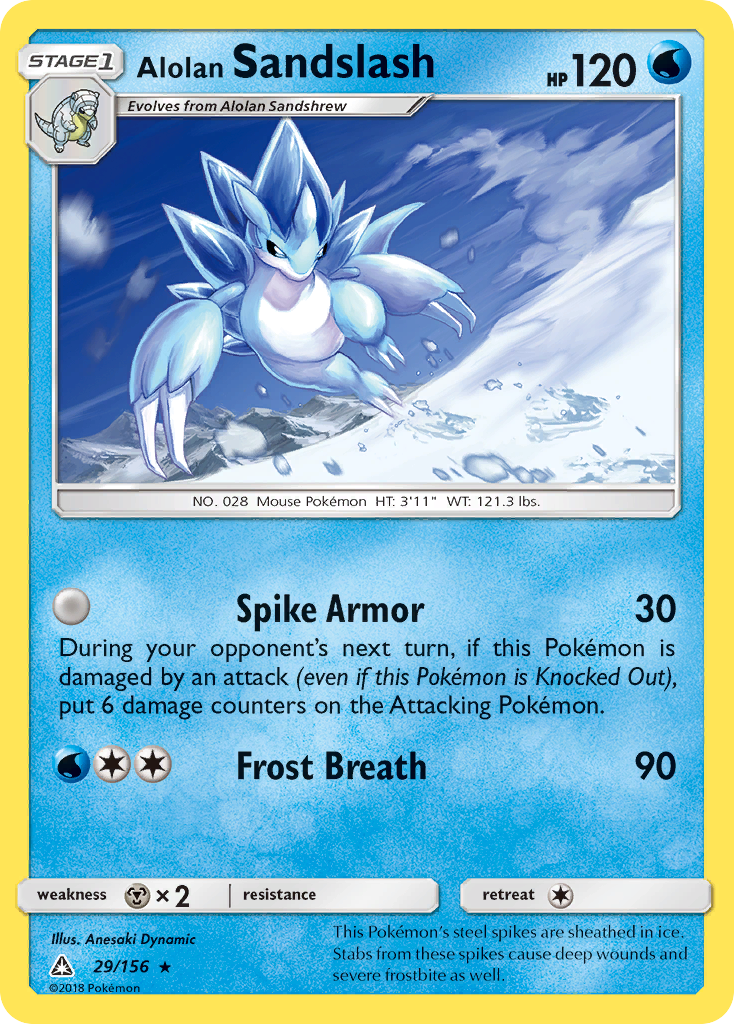 STAGE1
Alolan Sandslash
HP 120
Evolves from Alolan Sandshrew
NO. 028 Mouse Pokémon HT: 3'11" WT: 121.3 lbs.
Spike Armor 30
During your opponent's next turn, if this Pokémon is
damaged by an attack (even if this Pokémon is Knocked Out),
put 6 damage counters on the Attacking Pokémon.
Frost Breath 90
weakness × 2 resistance retreat
Illus. Anesaki Dynamic
29/156 ★
©2018 Pokémon
This Pokémon's steel spikes are sheathed in ice.
Stabs from these spikes cause deep wounds and
severe frostbite as well.